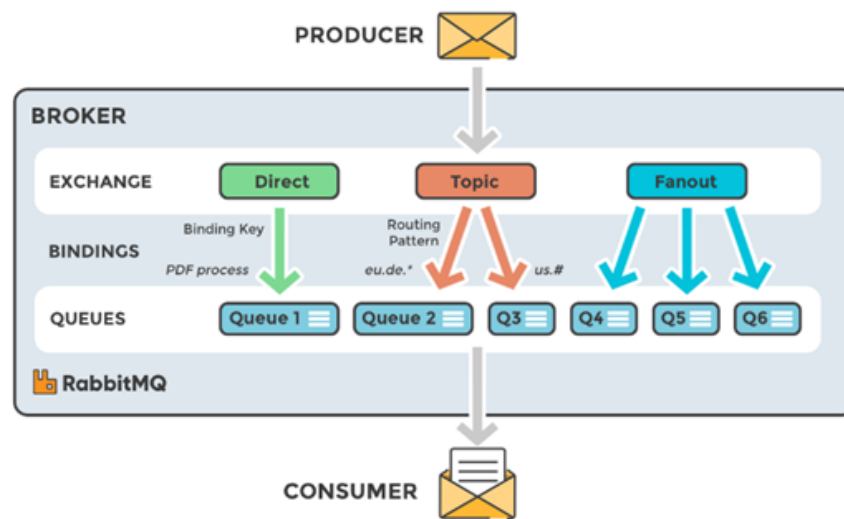 PRODUCER
BROKER
EXCHANGE
Direct
Topic
Fanout
BINDINGS
Binding Key
PDF process
Routing
Pattern
eu.de.*
us.#
QUEUES
Queue 1
Queue 2
Q3
Q4
Q5
Q6
RabbitMQ
CONSUMER